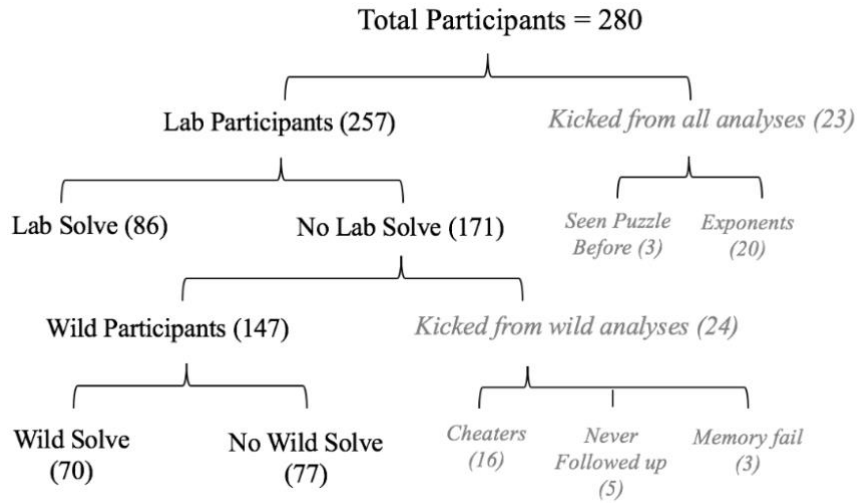 Total Participants = 280
Lab Participants (257)
Kicked from all analyses (23)
Lab Solve (86)
No Lab Solve (171)
Seen Puzzle
Before (3)
Exponents
(20)
Wild Participants (147)
Kicked from wild analyses (24)
Wild Solve
(70)
No Wild Solve
(77)
Cheaters
(16)
Never
Followed up
(5)
Memory fail
(3)